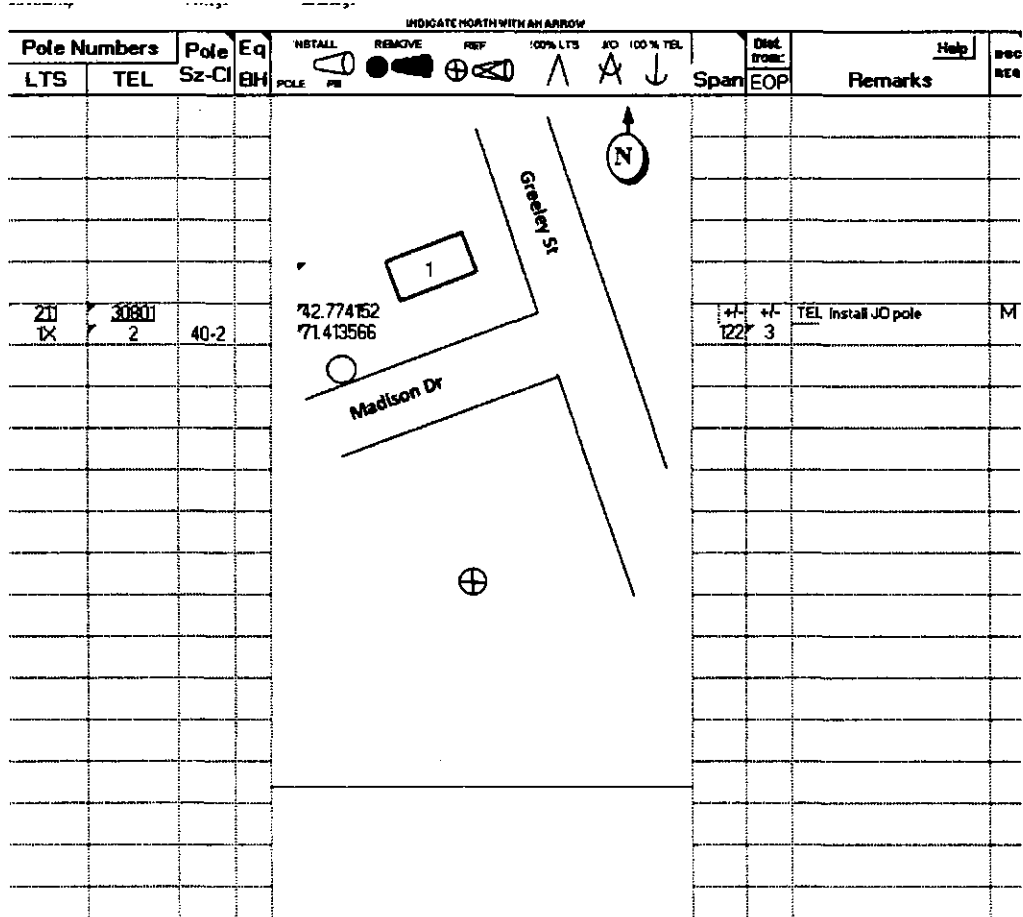 INDICATE NORTH WITH AN ARROW
Pole Numbers
LTS TEL
Pole
Sz-Cl
Eq
BH
INSTALL REMOVE REF 100% LTS J/O 100 % TEL
POLE PB
Span
Dist.
from:
EOP
Help
Remarks
REQ
N
Greeley St
1
42.774152
71.413566
Madison Dr
211 30801 +/- +/- TEL Install JO pole M
1X 2 40-2 122 3